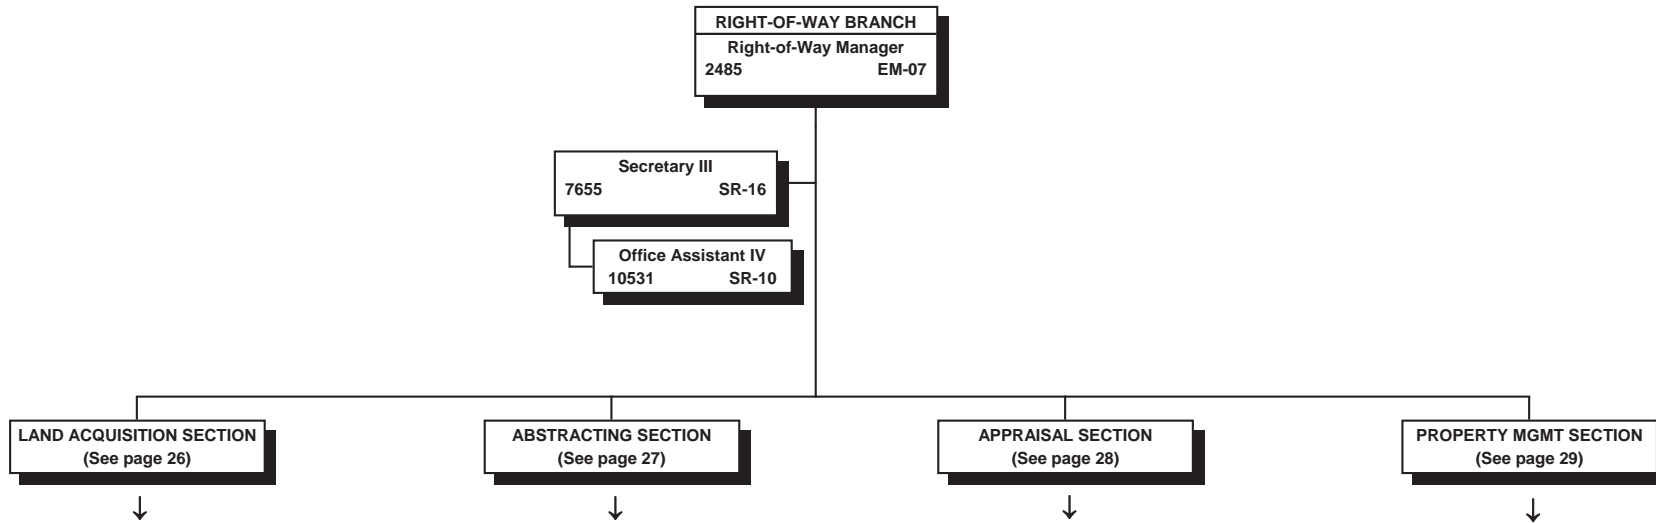 RIGHT-OF-WAY BRANCH
Right-of-Way Manager
2485 EM-07
Secretary III
7655 SR-16
Office Assistant IV
10531 SR-10
LAND ACQUISITION SECTION
(See page 26)
ABSTRACTING SECTION
(See page 27)
APPRAISAL SECTION
(See page 28)
PROPERTY MGMT SECTION
(See page 29)